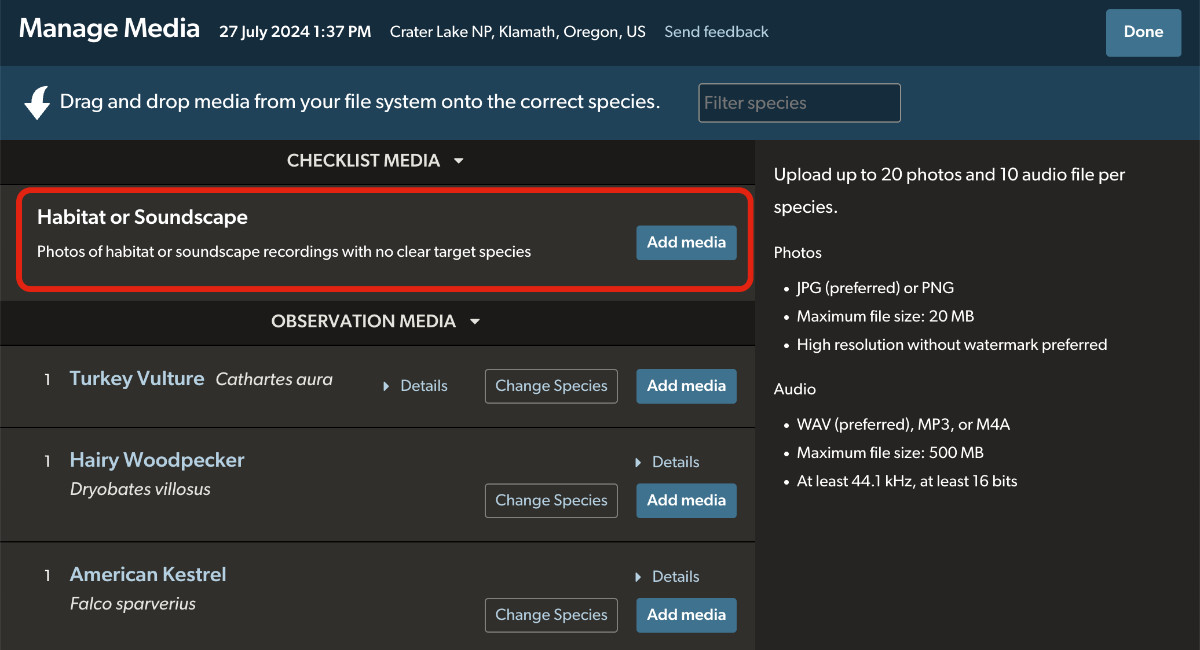 Manage Media 27 July 2024 1:37 PM Crater Lake NP, Klamath, Oregon, US Send feedback Done
Drag and drop media from your file system onto the correct species. Filter species
CHECKLIST MEDIA
Habitat or Soundscape
Photos of habitat or soundscape recordings with no clear target species
Add media
OBSERVATION MEDIA
1 Turkey Vulture Cathartes aura Details Change Species Add media
1 Hairy Woodpecker Details
Dryobates villosus
Change Species Add media
1 American Kestrel Details
Falco sparverius
Change Species Add media
Upload up to 20 photos and 10 audio file per
species.
Photos
• JPG (preferred) or PNG
• Maximum file size: 20 MB
• High resolution without watermark preferred
Audio
• WAV (preferred), MP3, or M4A
• Maximum file size: 500 MB
• At least 44.1 kHz, at least 16 bits